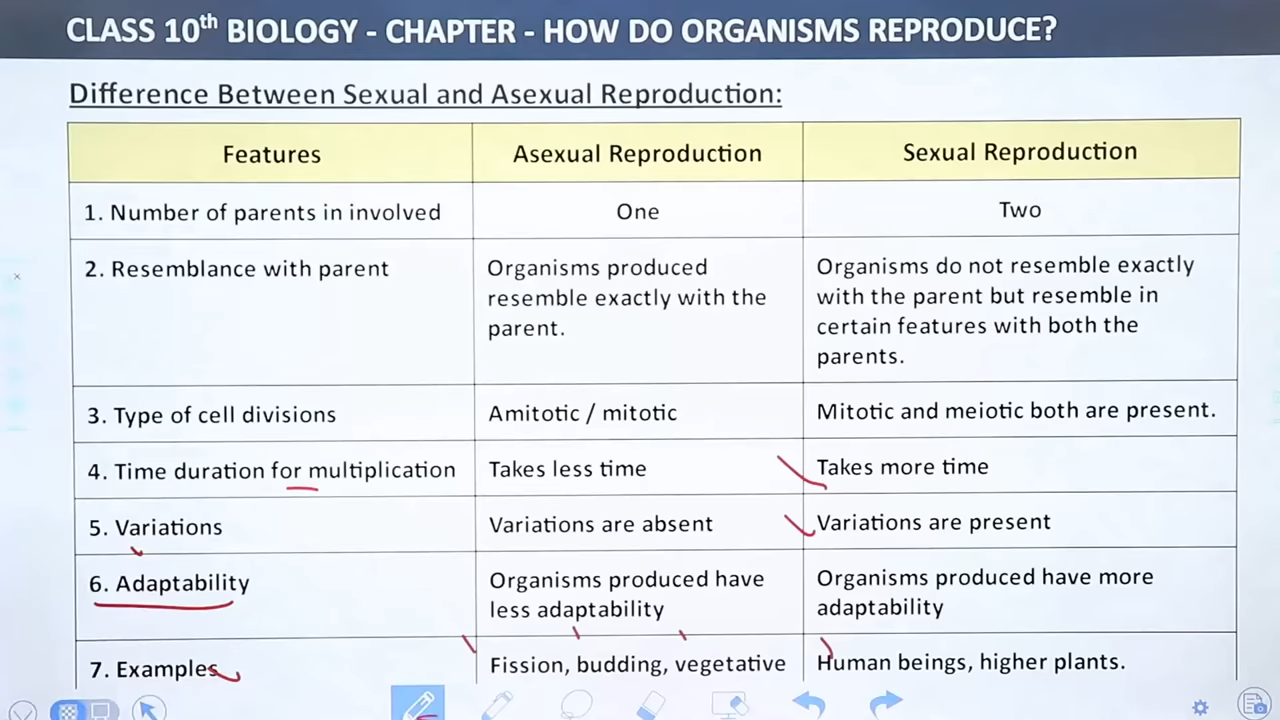 CLASS 10th BIOLOGY - CHAPTER - HOW DO ORGANISMS REPRODUCE?
Difference Between Sexual and Asexual Reproduction:
Features
Asexual Reproduction
Sexual Reproduction
1. Number of parents in involved
One
Two
2. Resemblance with parent
Organisms produced
resemble exactly with the
parent.
Organisms do not resemble exactly
with the parent but resemble in
certain features with both the
parents.
3. Type of cell divisions
Amitotic / mitotic
Mitotic and meiotic both are present.
4. Time duration for multiplication
Takes less time
Takes more time
5. Variations
Variations are absent
Variations are present
6. Adaptability
Organisms produced have
less adaptability
Organisms produced have more
adaptability
7. Examples
Fission, budding, vegetative
Human beings, higher plants.